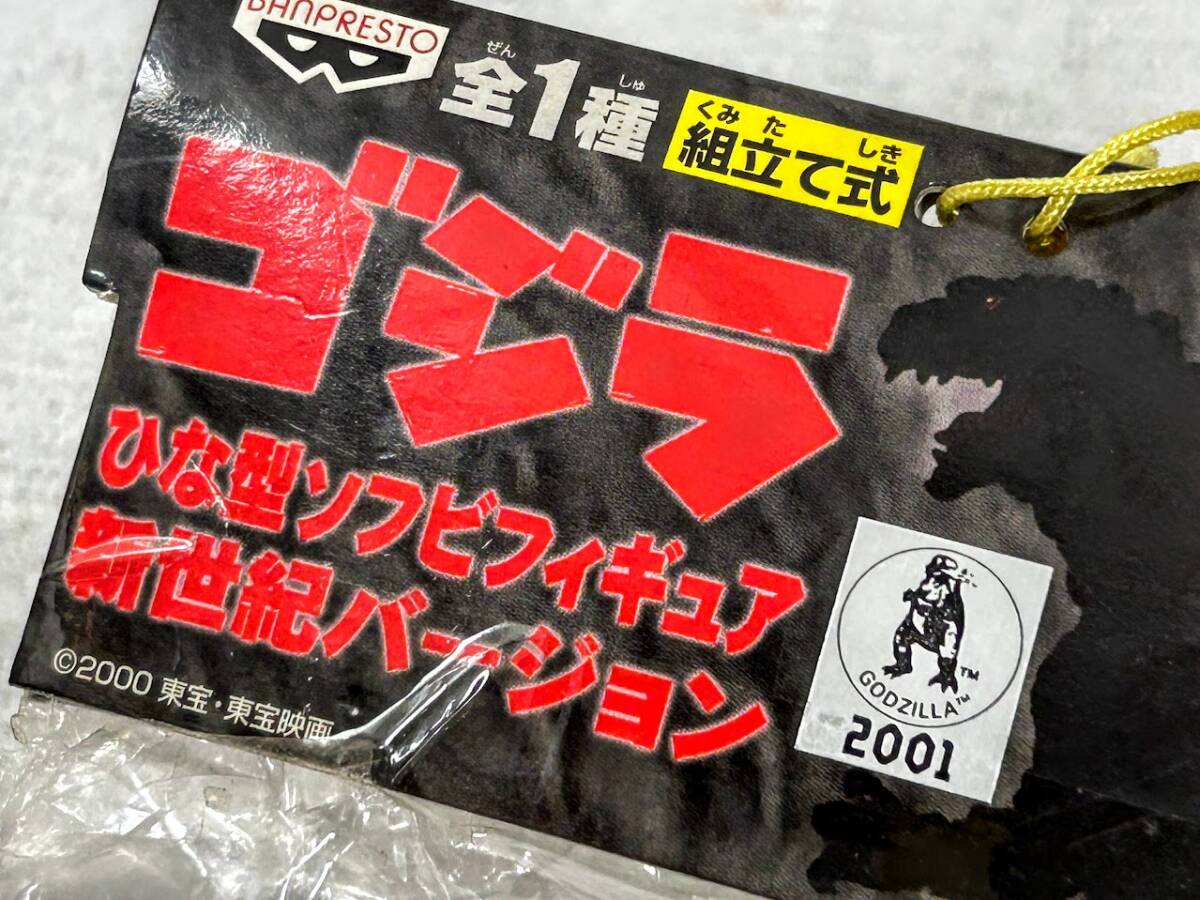 BANPRESTO
ぜん しゅ
全1種
くみ た しき
組立て式
ゴジラ
ひな型ソフビフィギュア
新世紀バージョン
©2000 東宝・東宝映画
GODZILLA™
TM
2001